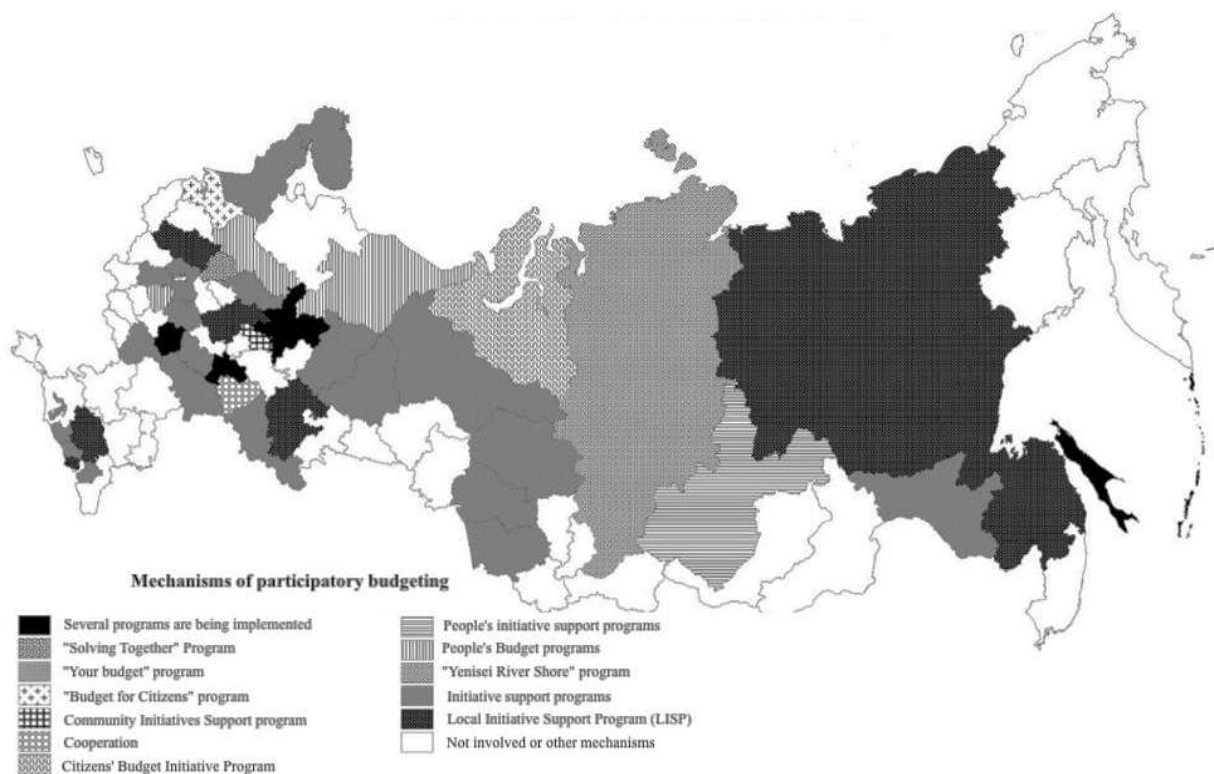 Mechanisms of participatory budgeting
Several programs are being implemented
"Solving Together" Program
"Your budget" program
"Budget for Citizens" program
Community Initiatives Support program
Cooperation
Citizens' Budget Initiative Program
People's initiative support programs
People's Budget programs
"Yenisei River Shore" program
Initiative support programs
Local Initiative Support Program (LISP)
Not involved or other mechanisms